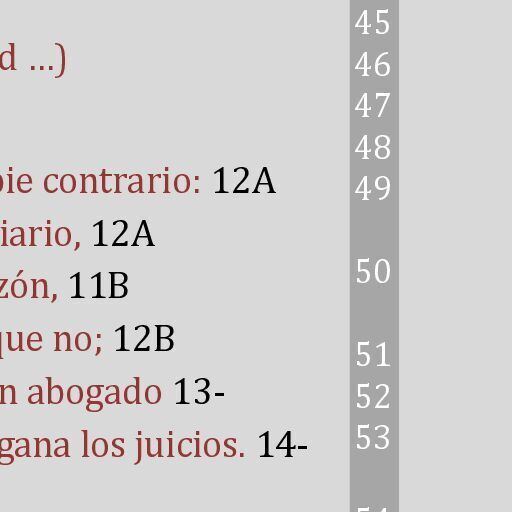 d ...)
pie contrario: 12A
iario, 12A
zón, 11B
que no; 12B
n abogado 13-
gana los juicios. 14-
45
46
47
48
49
50
51
52
53